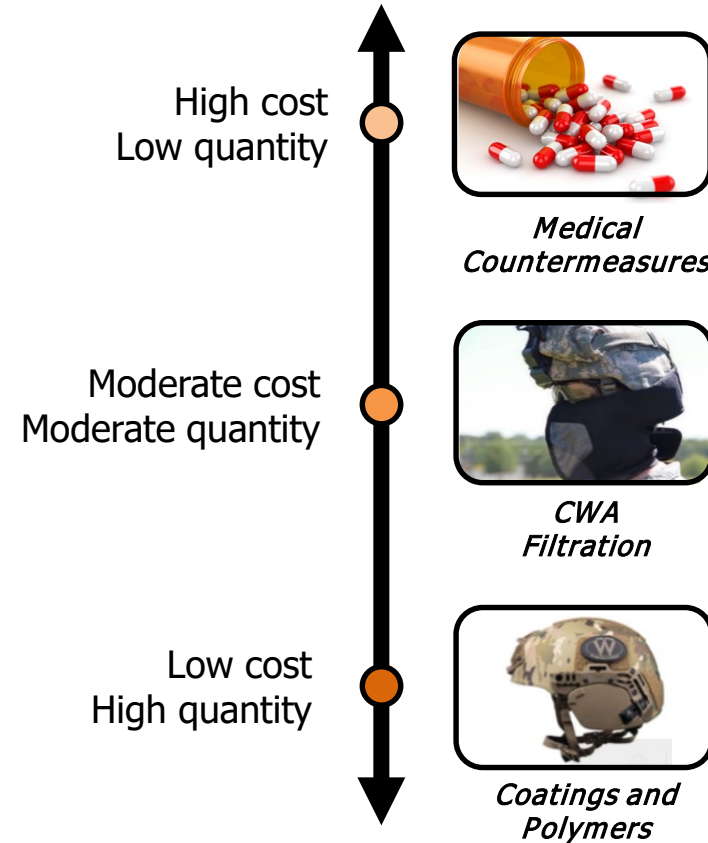 High cost
Low quantity
Medical
Countermeasures
Moderate cost
Moderate quantity
CWA
Filtration
Low cost
High quantity
W
Coatings and
Polymers